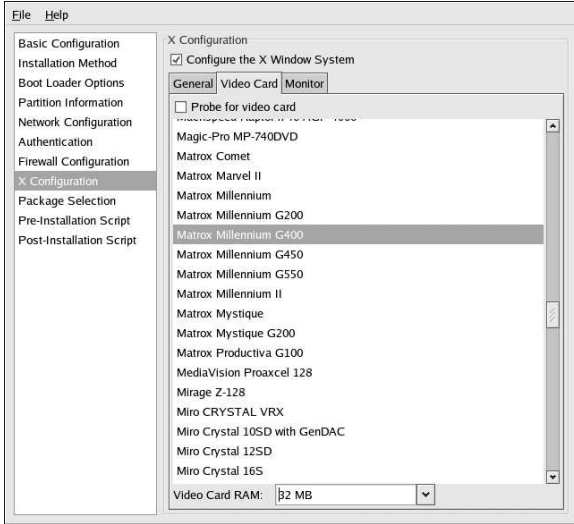 File Help
Basic Configuration
Installation Method
Boot Loader Options
Partition Information
Network Configuration
Authentication
Firewall Configuration
X Configuration
Package Selection
Pre-Installation Script
Post-Installation Script
X Configuration
Configure the X Window System
General Video Card Monitor
Probe for video card
Magic-Pro MP-740DVD
Matrox Comet
Matrox Marvel II
Matrox Millennium
Matrox Millennium G200
Matrox Millennium G400
Matrox Millennium G450
Matrox Millennium G550
Matrox Millennium II
Matrox Mystique
Matrox Mystique G200
Matrox Productiva G100
MediaVision Proaxcel 128
Mirage Z-128
Miro CRYSTAL VRX
Miro Crystal 10SD with GenDAC
Miro Crystal 12SD
Miro Crystal 16S
Video Card RAM: 32 MB